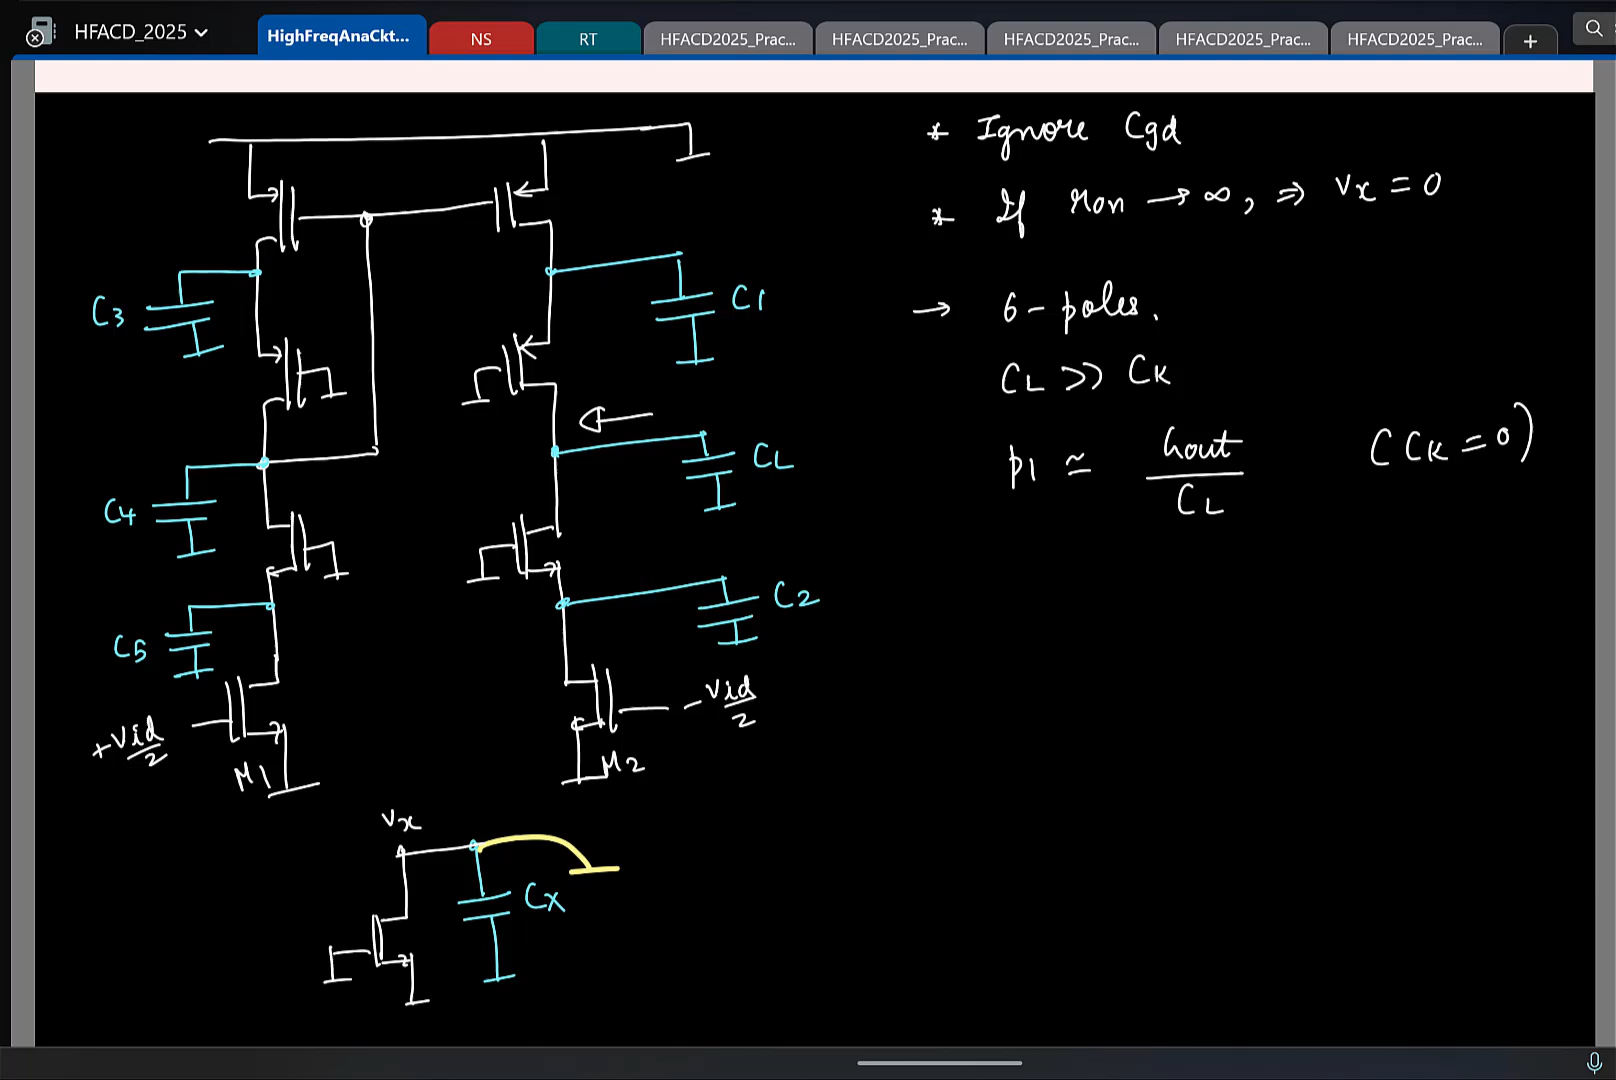 HFACD_2025
HighFreqAnaCkt...
NS
RT
HFACD2025_Prac...
HFACD2025_Prac...
HFACD2025_Prac...
HFACD2025_Prac...
HFACD2025_Prac...
+
* Ignore Cgd
* If ron → ∞, ⇒ Vx = 0
→ 6 - poles.
CL >> CK
p1 ≃ Gout / CL (CK = 0)
C3
C1
CL
C4
C2
C5
+Vid/2
M1
-Vid/2
M2
Vx
Cx